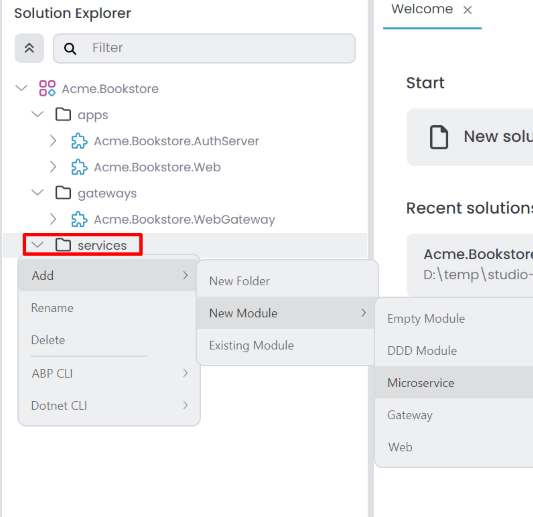 Solution Explorer
Filter
Acme.Bookstore
apps
Acme.Bookstore.AuthServer
Acme.Bookstore.Web
gateways
Acme.Bookstore.WebGateway
services
Add
Rename
Delete
ABP CLI
Dotnet CLI
New Folder
New Module
Existing Module
Empty Module
DDD Module
Microservice
Gateway
Web
Welcome
Start
New solu
Recent solutions
Acme.Bookstore
D:\temp\studio-